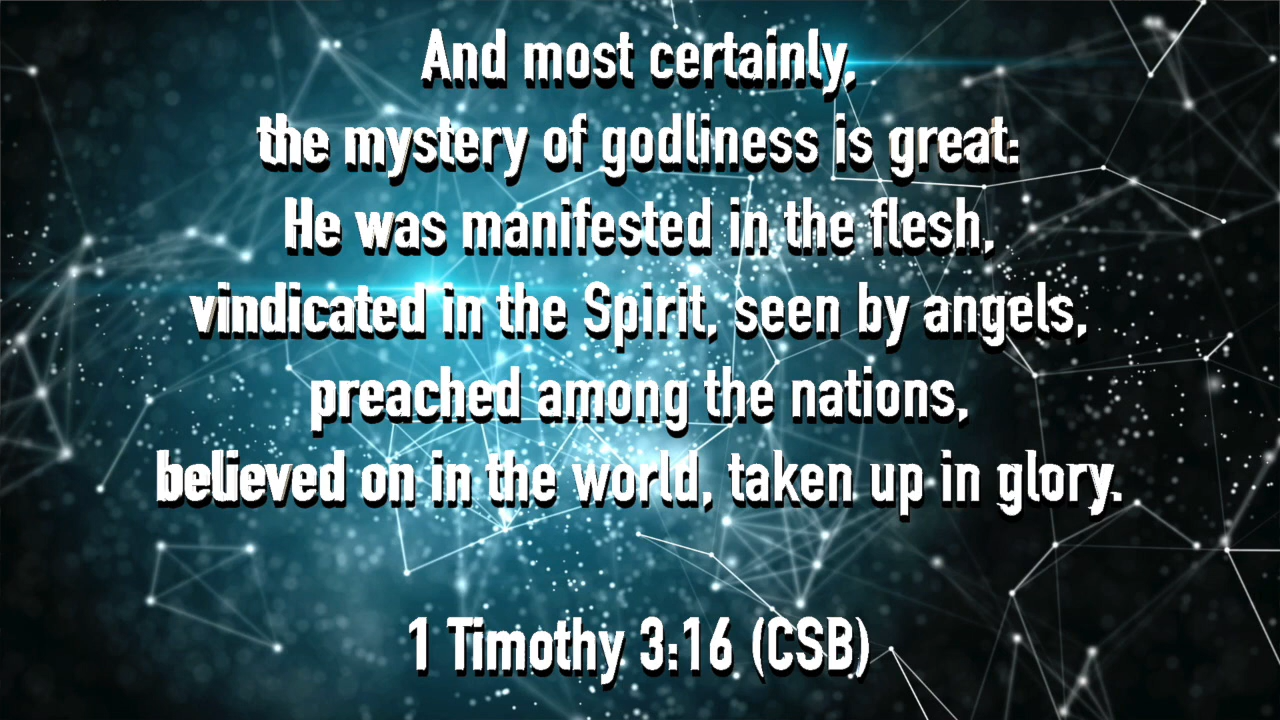 And most certainly,
the mystery of godliness is great:
He was manifested in the flesh,
vindicated in the Spirit, seen by angels,
preached among the nations,
believed on in the world, taken up in glory.
1 Timothy 3:16 (CSB)